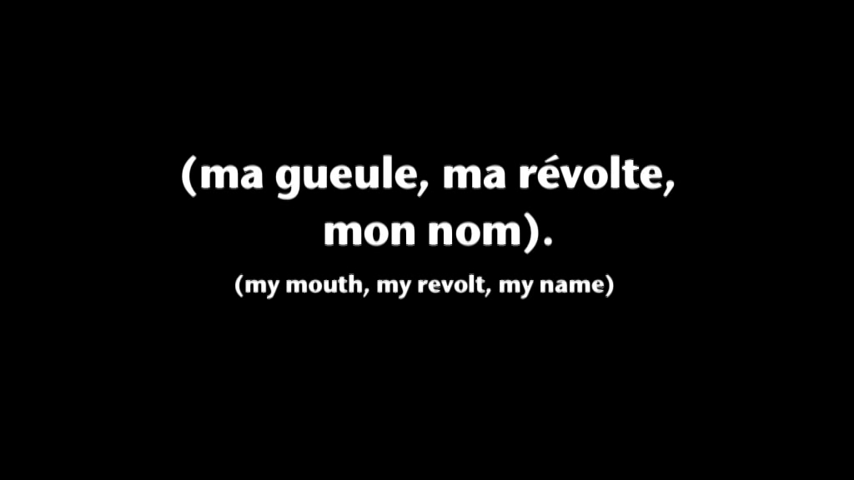 (ma gueule, ma révolte,
mon nom).
(my mouth, my revolt, my name)